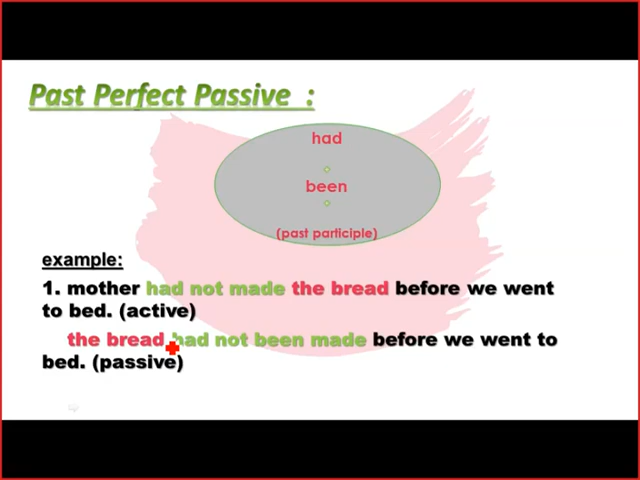 Past Perfect Passive :
had
been
(past participle)
example:
1. mother had not made the bread before we went
to bed. (active)
the bread had not been made before we went to
bed. (passive)